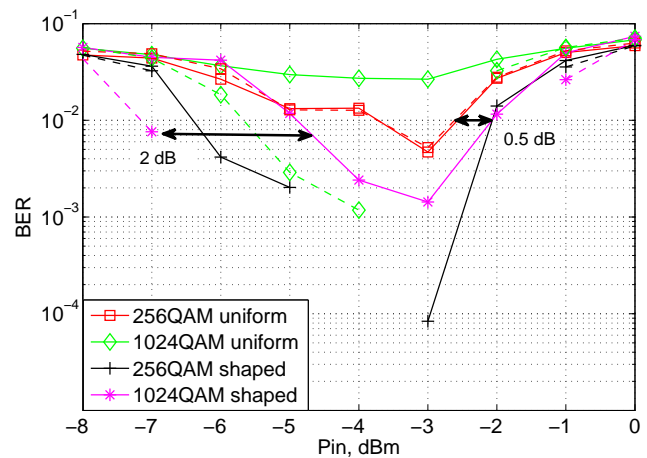 10⁻¹
10⁻²
10⁻³
10⁻⁴
BER
2 dB
0.5 dB
256QAM uniform
1024QAM uniform
256QAM shaped
1024QAM shaped
−8 −7 −6 −5 −4 −3 −2 −1 0
Pin, dBm